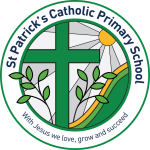 St Patrick's Catholic Primary School
With Jesus we love, grow and succeed